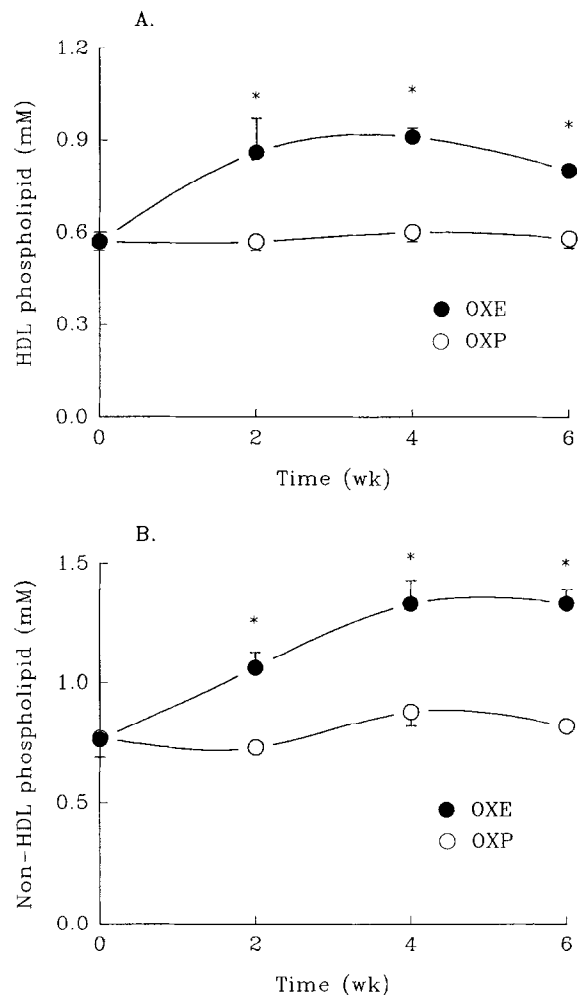 A.
HDL phospholipid (mM)
1.2
*
*
*
0.9
0.6
● OXE
○ OXP
0.3
0.0
0 2 4 6
Time (wk)
B.
Non-HDL phospholipid (mM)
1.5
*
*
*
1.0
0.5
● OXE
○ OXP
0.0
0 2 4 6
Time (wk)